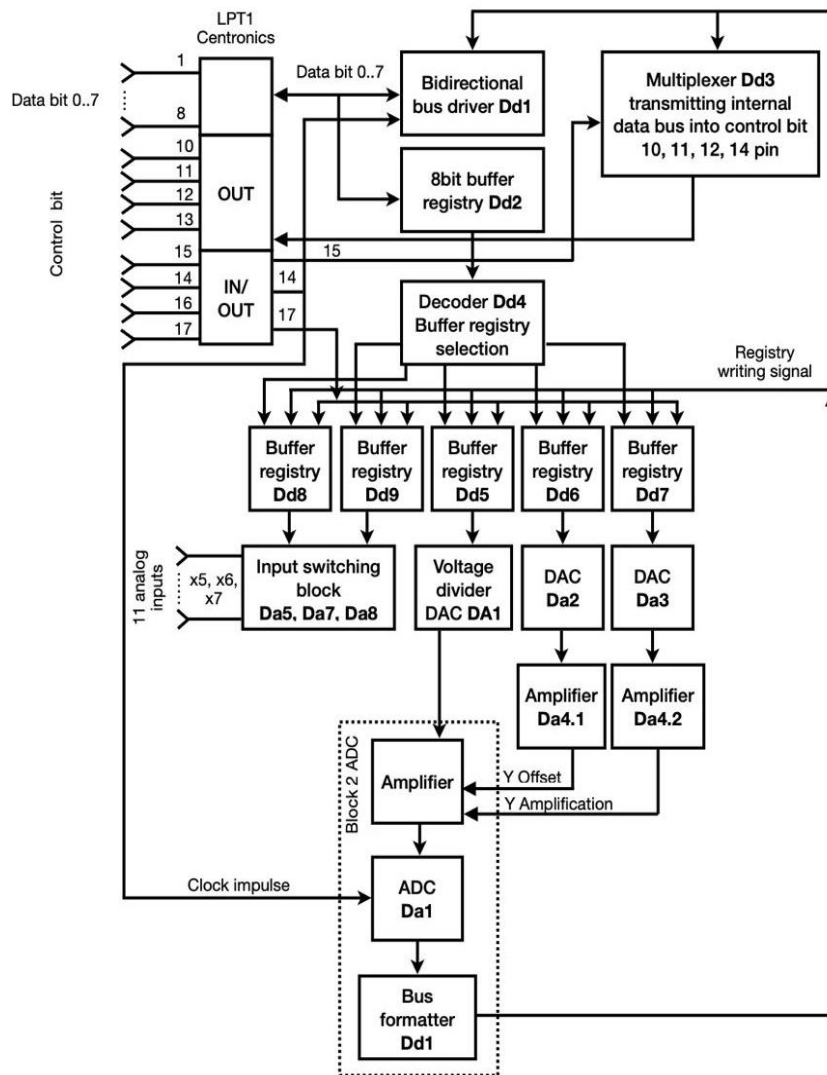 LPT1
Centronics
1
Data bit 0..7
8
10
11
12
13
15
14
16
17
Control bit
OUT
IN/
OUT
15
14
17
Data bit 0..7
Bidirectional
bus driver Dd1
Multiplexer Dd3
transmitting internal
data bus into control bit
10, 11, 12, 14 pin
8bit buffer
registry Dd2
Decoder Dd4
Buffer registry
selection
Registry
writing signal
Buffer
registry
Dd8
Buffer
registry
Dd9
Buffer
registry
Dd5
Buffer
registry
Dd6
Buffer
registry
Dd7
11 analog
inputs
x5, x6,
x7
Input switching
block
Da5, Da7, Da8
Voltage
divider
DAC DA1
DAC
Da2
DAC
Da3
Amplifier
Da4.1
Amplifier
Da4.2
Block 2 ADC
Amplifier
Y Offset
Y Amplification
Clock impulse
ADC
Da1
Bus
formatter
Dd1